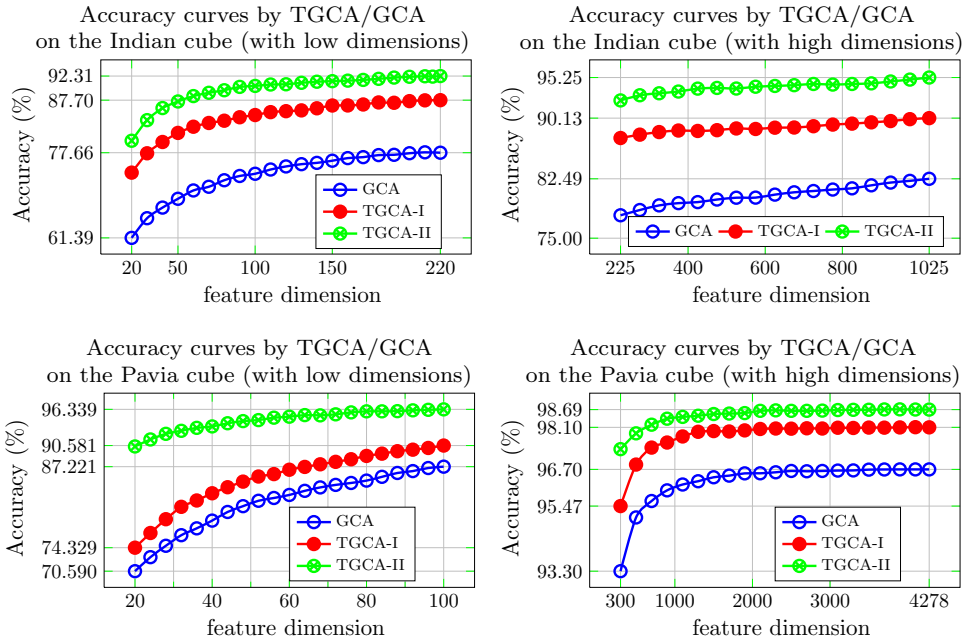 Accuracy curves by TGCA/GCA
on the Indian cube (with low dimensions)
92.31
87.70
77.66
61.39
Accuracy (%)
GCA
TGCA-I
TGCA-II
20 50 100 150 220
feature dimension
Accuracy curves by TGCA/GCA
on the Indian cube (with high dimensions)
95.25
90.13
82.49
75.00
Accuracy (%)
GCA TGCA-I TGCA-II
225 400 600 800 1025
feature dimension
Accuracy curves by TGCA/GCA
on the Pavia cube (with low dimensions)
96.339
90.581
87.221
74.329
70.590
Accuracy (%)
GCA
TGCA-I
TGCA-II
20 40 60 80 100
feature dimension
Accuracy curves by TGCA/GCA
on the Pavia cube (with high dimensions)
98.69
98.10
96.70
95.47
93.30
Accuracy (%)
GCA
TGCA-I
TGCA-II
300 1000 2000 3000 4278
feature dimension